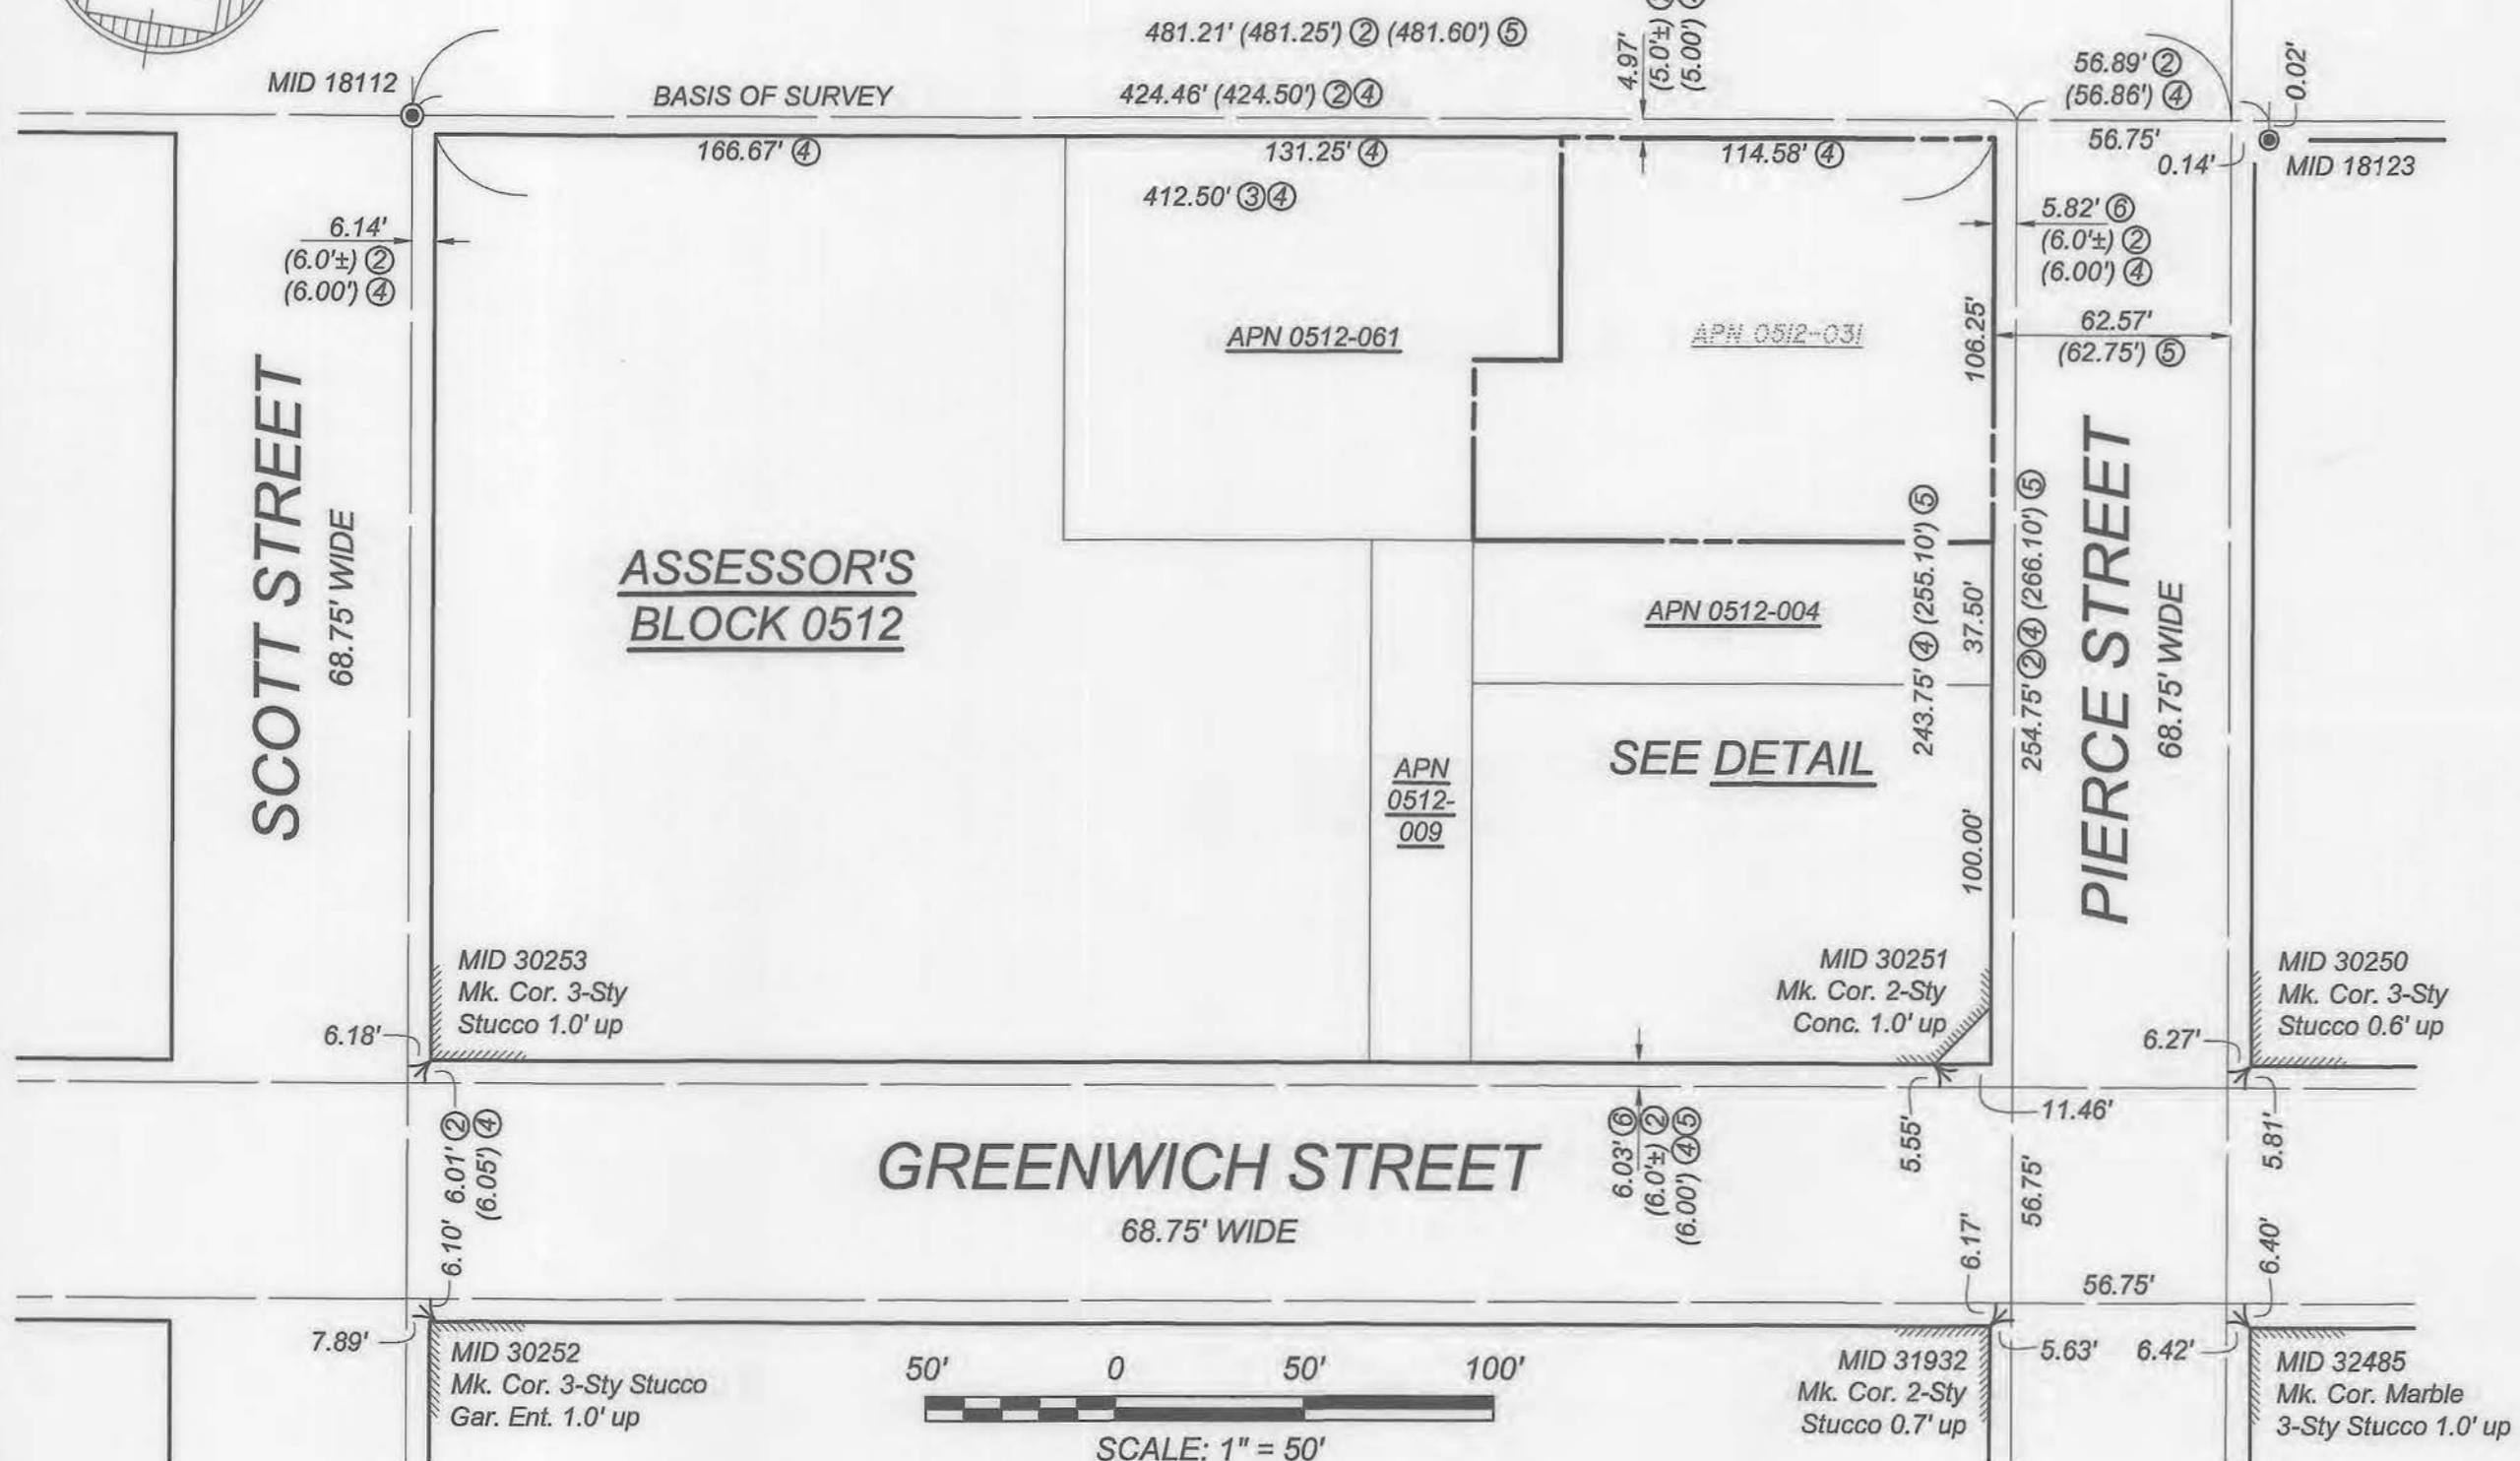 481.21' (481.25') ② (481.60') ⑤
4.97'
(5.0'±)
(5.00')
56.89' ②
(56.86') ④
0.02'
MID 18112
BASIS OF SURVEY
424.46' (424.50') ②④
166.67' ④
131.25' ④
114.58' ④
56.75'
0.14'
MID 18123
412.50' ③④
6.14'
(6.0'±) ②
(6.00') ④
5.82' ⑥
(6.0'±) ②
(6.00') ④
APN 0512-061
APN 0512-031
106.25'
62.57'
(62.75') ⑤
SCOTT STREET
68.75' WIDE
ASSESSOR'S
BLOCK 0512
APN 0512-004
243.75' ④ (255.10') ⑤
37.50'
254.75' ②④ (266.10') ⑤
PIERCE STREET
68.75' WIDE
SEE DETAIL
APN
0512-
009
100.00'
MID 30253
Mk. Cor. 3-Sty
Stucco 1.0' up
MID 30251
Mk. Cor. 2-Sty
Conc. 1.0' up
MID 30250
Mk. Cor. 3-Sty
Stucco 0.6' up
6.18'
6.27'
6.01' ②
(6.05') ④
6.10'
GREENWICH STREET
68.75' WIDE
6.03' ⑥
(6.0'±) ②
(6.00') ④⑤
5.55'
11.46'
5.81'
56.75'
6.17'
56.75'
6.40'
7.89'
MID 30252
Mk. Cor. 3-Sty Stucco
Gar. Ent. 1.0' up
50' 0 50' 100'
SCALE: 1" = 50'
5.63'
6.42'
MID 31932
Mk. Cor. 2-Sty
Stucco 0.7' up
MID 32485
Mk. Cor. Marble
3-Sty Stucco 1.0' up